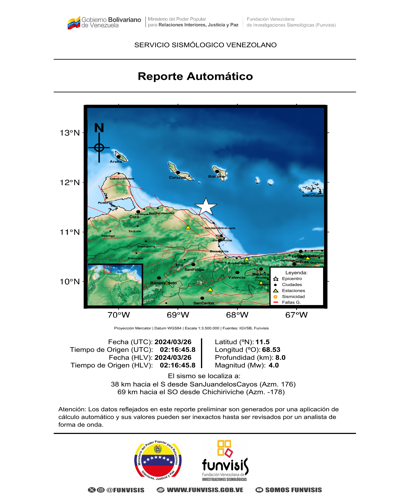 Gobierno Bolivariano de Venezuela
Ministerio del Poder Popular
para Relaciones Interiores, Justicia y Paz
Fundación Venezolana
de Investigaciones Sismológicas (Funvisis)
SERVICIO SISMÓLOGICO VENEZOLANO
Reporte Automático
13°N
12°N
11°N
10°N
N
Aruba
Leyenda
Epicentro
Ciudades
Estaciones
Sismicidad
Fallas Q.
70°W
69°W
68°W
67°W
Proyección Mercator | Datum WGS84 | Escala 1:3.500.000 | Fuentes: IGVSB, Funvisis
Fecha (UTC): 2024/03/26
Tiempo de Origen (UTC): 02:16:45.8
Fecha (HLV): 2024/03/26
Tiempo de Origen (HLV): 02:16:45.8
Latitud (ºN): 11.5
Longitud (ºO): 68.53
Profundidad (km): 8.0
Magnitud (Mw): 4.0
El sismo se localiza a:
38 km hacia el S desde SanJuandelosCayos (Azm. 176)
69 km hacia el SO desde Chichiriviche (Azm. -178)
Atención: Los datos reflejados en este reporte preliminar son generados por una aplicación de
cálculo automático y sus valores pueden ser inexactos hasta ser revisados por un analista de
forma de onda.
funvisis
Fundación Venezolana de
INVESTIGACIONES SISMOLÓGICAS
@FUNVISIS
WWW.FUNVISIS.GOB.VE
SOMOS FUNVISIS